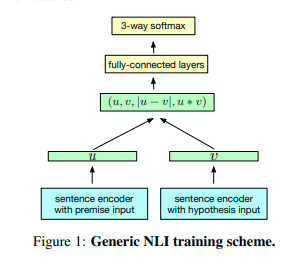 3-way softmax
fully-connected layers
(u, v, |u − v|, u ∗ v)
u v
sentence encoder with premise input
sentence encoder with hypothesis input
Figure 1: Generic NLI training scheme.